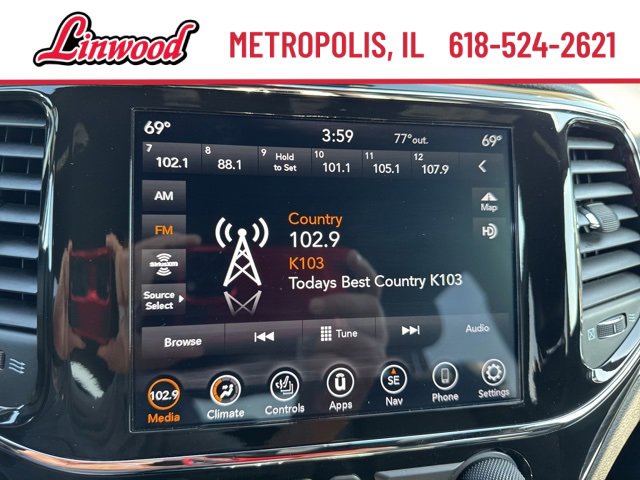 Linwood
METROPOLIS, IL 618-524-2621
69° 3:59 77°out. 69°
7 102.1 8 88.1 9 Hold to Set 10 101.1 11 105.1 12 107.9
AM
Map
FM
Country
102.9
HD
K103
SIRIUSXM
Todays Best Country K103
Source
Select
Browse Tune Audio
102.9 SE
Media Climate Controls Apps Nav Phone Settings